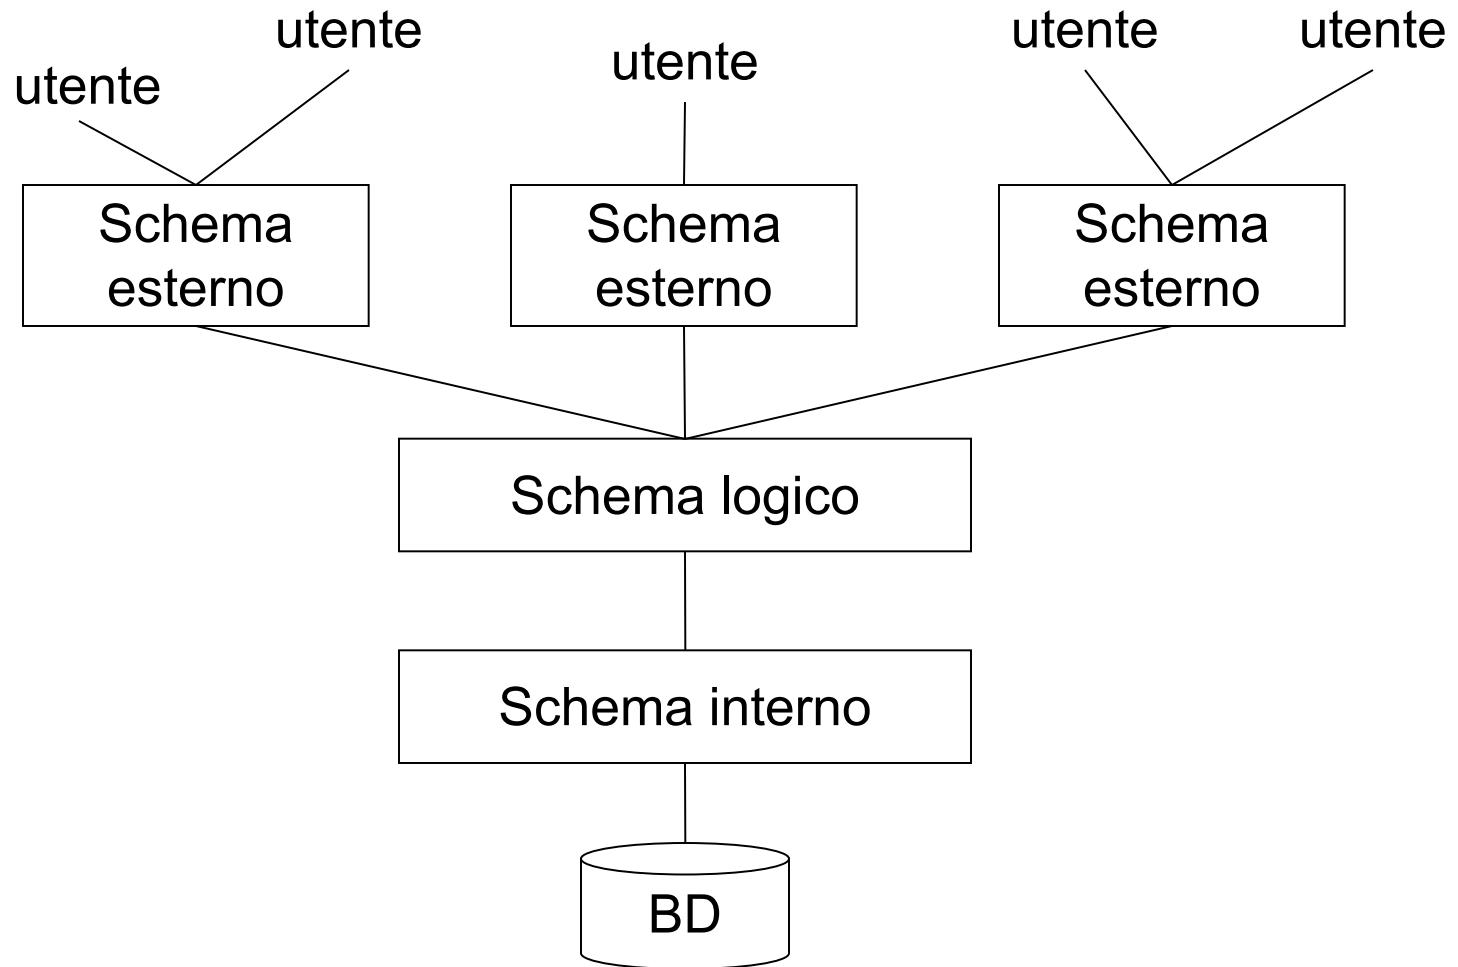 utente
utente
utente
utente
utente
Schema
esterno
Schema
esterno
Schema
esterno
Schema logico
Schema interno
BD